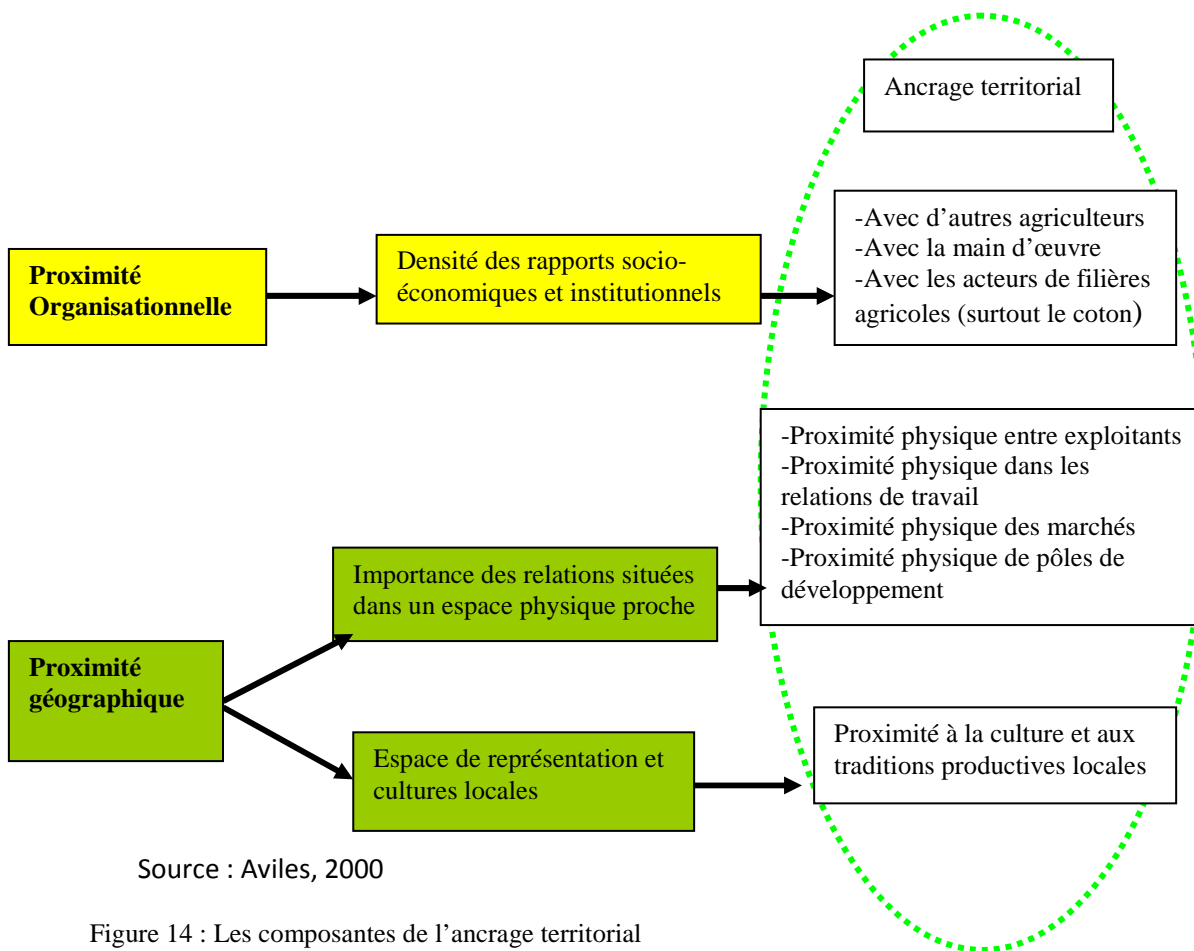 Ancrage territorial
Proximité
Organisationnelle
Densité des rapports socio-
économiques et institutionnels
-Avec d’autres agriculteurs
-Avec la main d’œuvre
-Avec les acteurs de filières
agricoles (surtout le coton)
Proximité
géographique
Importance des relations situées
dans un espace physique proche
-Proximité physique entre exploitants
-Proximité physique dans les
relations de travail
-Proximité physique des marchés
-Proximité physique de pôles de
développement
Espace de représentation et
cultures locales
Proximité à la culture et aux
traditions productives locales
Source : Aviles, 2000
Figure 14 : Les composantes de l’ancrage territorial